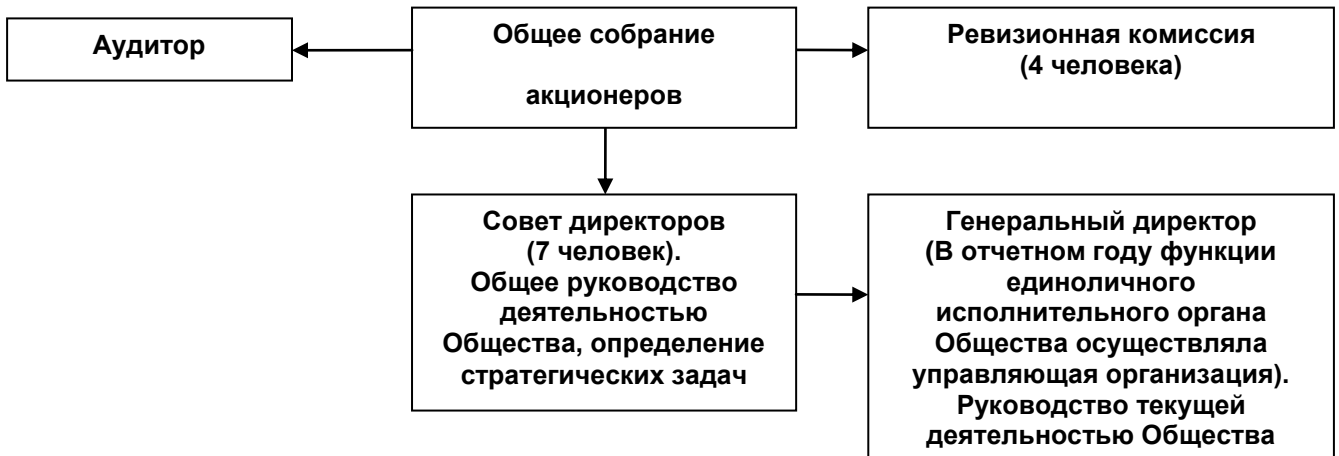 Аудитор
Общее собрание
акционеров
Ревизионная комиссия
(4 человека)
Совет директоров
(7 человек).
Общее руководство
деятельностью
Общества, определение
стратегических задач
Генеральный директор
(В отчетном году функции
единоличного
исполнительного органа
Общества осуществляла
управляющая организация).
Руководство текущей
деятельностью Общества